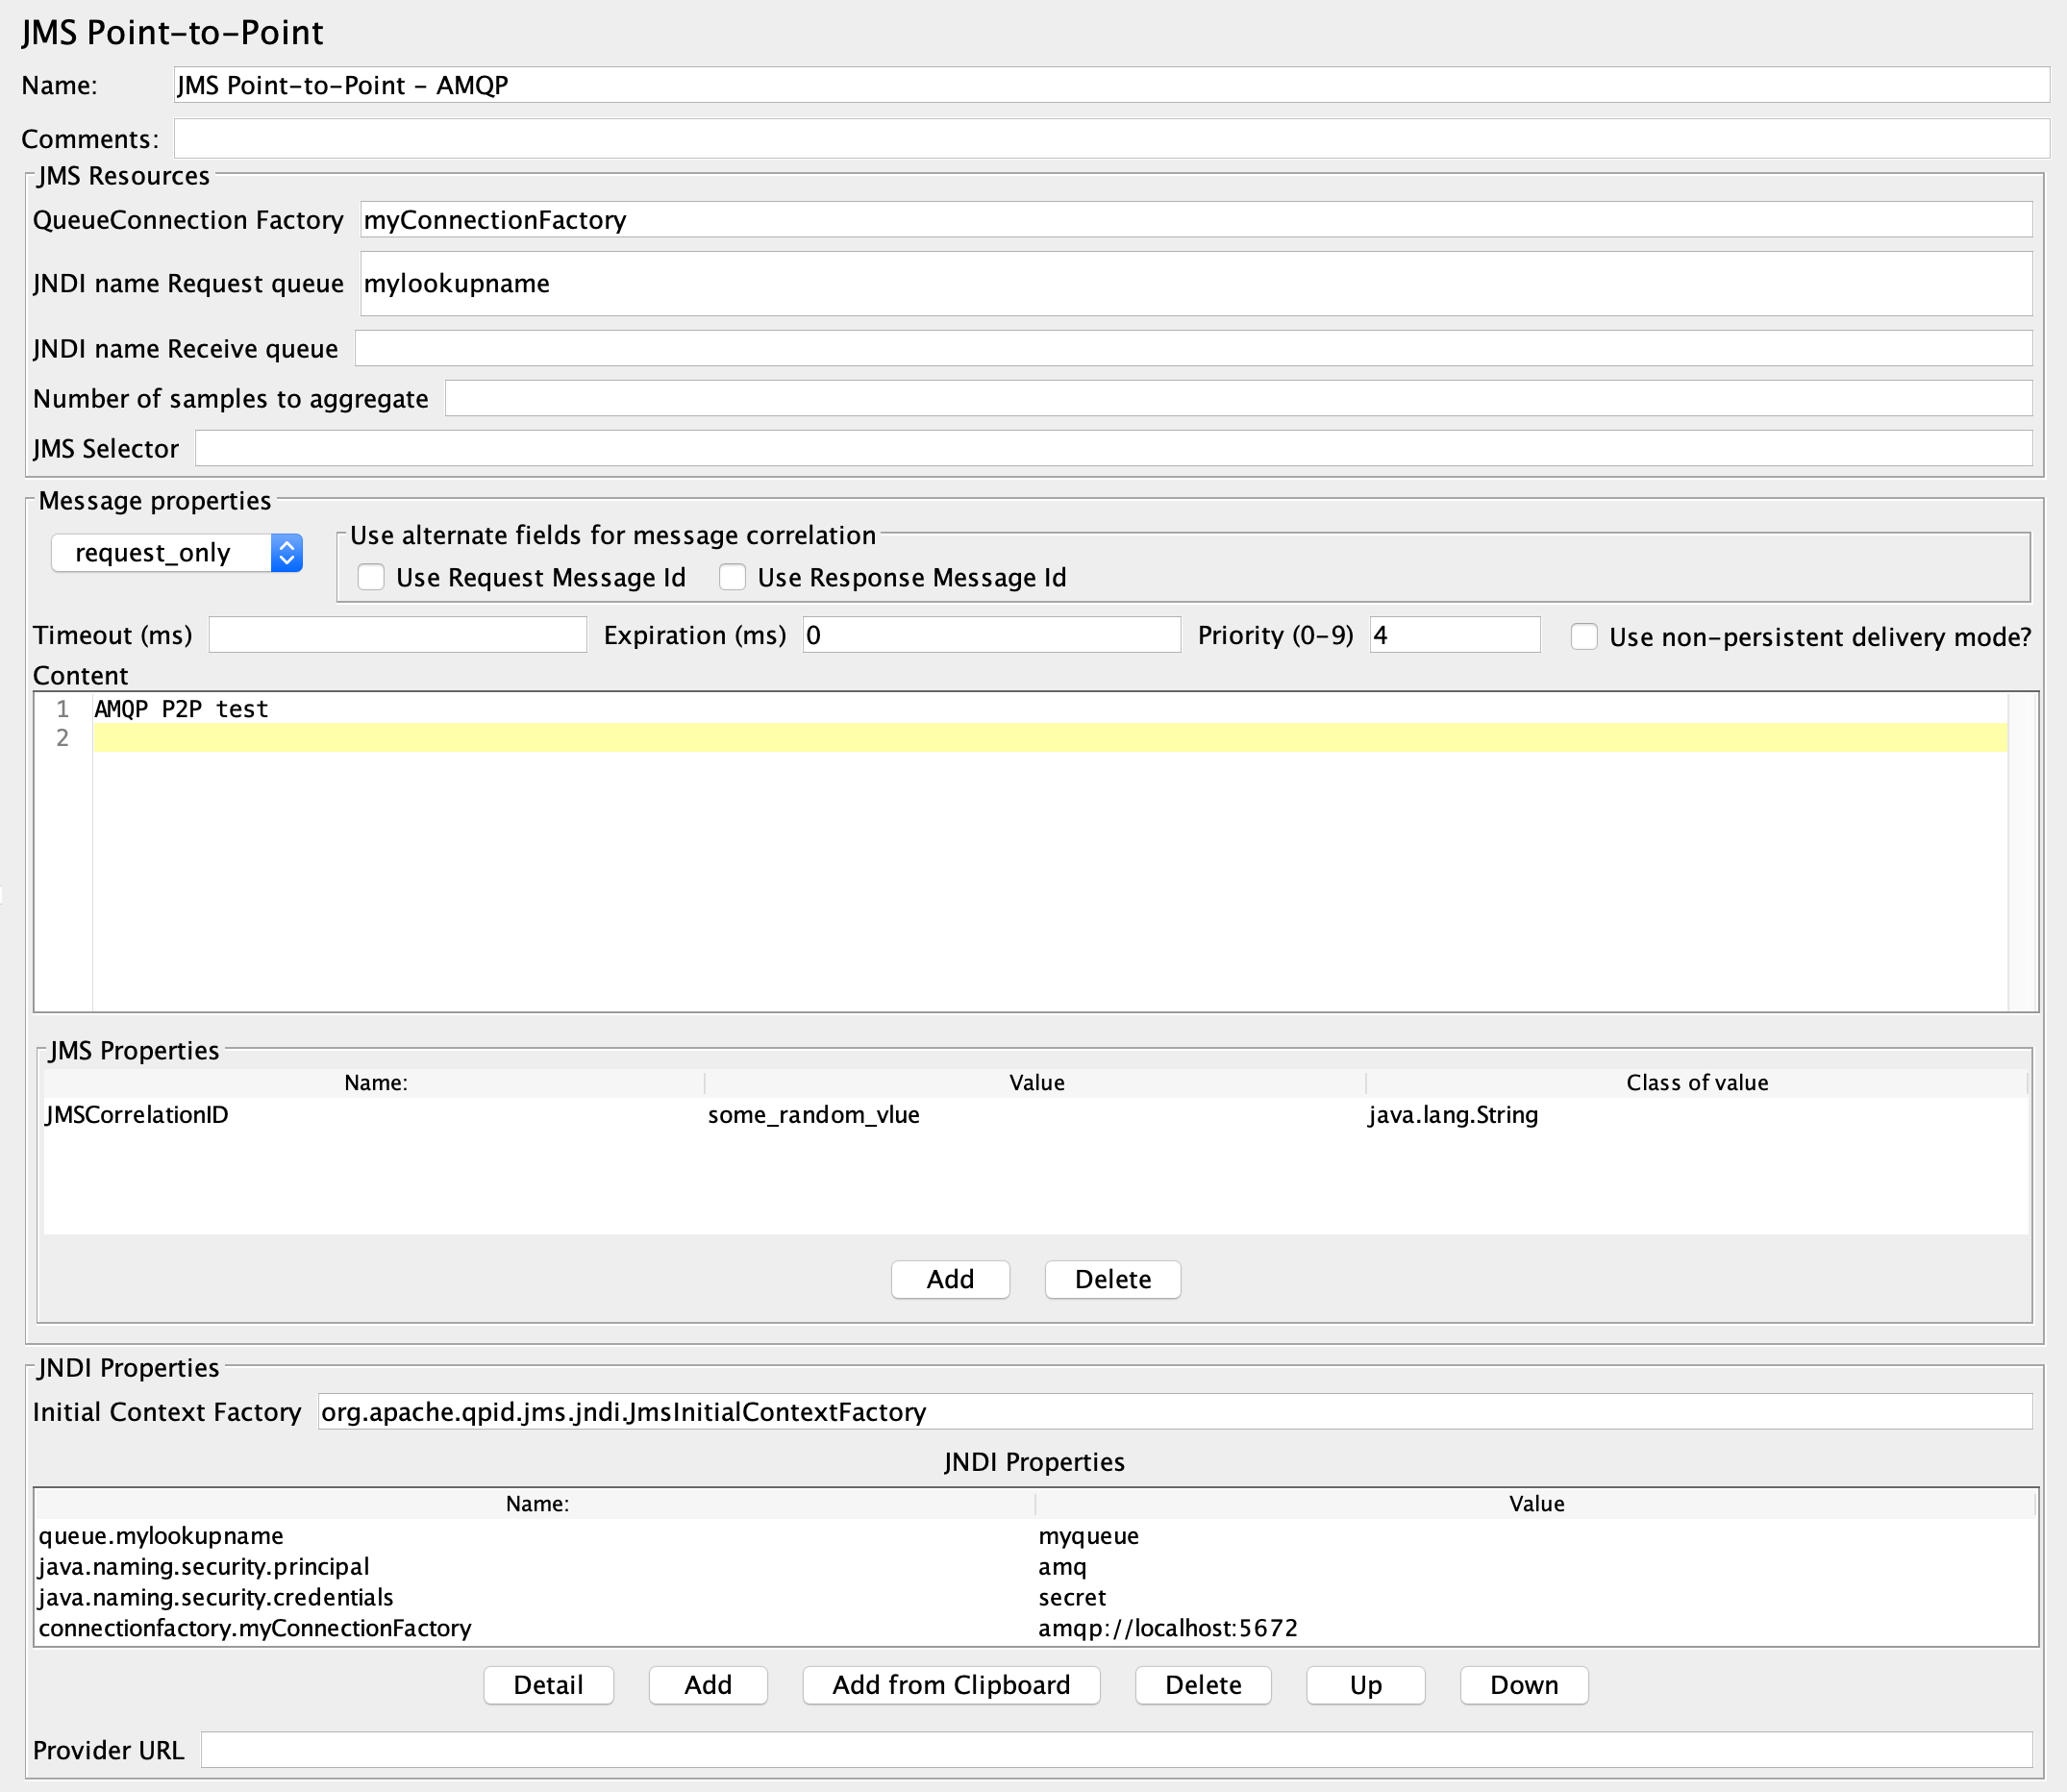 JMS Point-to-Point
Name: JMS Point-to-Point - AMQP
Comments:
JMS Resources
QueueConnection Factory myConnectionFactory
JNDI name Request queue mylookupname
JNDI name Receive queue
Number of samples to aggregate
JMS Selector
Message properties
request_only
Use alternate fields for message correlation
Use Request Message Id Use Response Message Id
Timeout (ms) Expiration (ms) 0 Priority (0-9) 4 Use non-persistent delivery mode?
Content
1 AMQP P2P test
2
JMS Properties
Name: Value Class of value
JMSCorrelationID some_random_vlue java.lang.String
Add Delete
JNDI Properties
Initial Context Factory org.apache.qpid.jms.jndi.JmsInitialContextFactory
JNDI Properties
Name: Value
queue.mylookupname myqueue
java.naming.security.principal amq
java.naming.security.credentials secret
connectionfactory.myConnectionFactory amqp://localhost:5672
Detail Add Add from Clipboard Delete Up Down
Provider URL